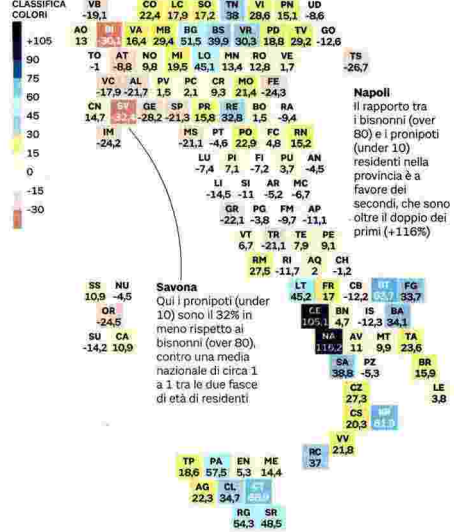 CLASSIFICA
COLORI
+105
90
75
60
45
30
15
0
-15
-30
VB CO LC SO TN VI PN UD
-19,1 22,4 17,9 17,2 38 28,6 15,1 -8,6
AO BI VA MB BG BS VR PD TV GO
13 -30,1 16,4 29,4 51,5 39,9 30,3 18,8 29,2 -12,6
TO AT NO MI LO MN RO VE TS
-1 -8,8 9,8 19,5 45,1 13,4 12,8 1,7 -26,7
VC AL PV PC CR MO FE
-17,9 -21,7 1,5 2,1 9,3 21,4 -24,3
CN SV GE SP PR RE BO RA
14,7 -32,4 -28,2 -21,3 15,8 32,8 1,5 -9,4
IM MS PT PO FC RN
-24,2 -21,1 -4,6 22,9 4,8 15,2
LU PI FI PU AN
-7,4 7,1 -7,2 3,7 -4,5
LI SI AR MC
-14,5 -11 -5,2 -6,7
GR PG FM AP
-22,1 -3,8 -9,7 -11,1
VT TR TE PE
6,7 -21,1 7,9 9,1
RM RI AQ CH
27,5 -11,7 2 -1,2
SS NU
10,9 -4,5
OR
-24,5
SU CA
-14,2 10,9
LT FR CB BT FG
45,2 17 -12,2 33,7
CE BN IS BA
105,1 4,7 -12,3 34,1
NA AV MT TA
116,2 11 9,7 23,6
SA PZ BR
38,8 -5,3 15,9
CZ LE
27,3 3,8
CS KR
20,3
VV
21,8
RC
37
TP PA EN ME
18,6 57,5 5,3 14,4
AG CL CT
22,3 34,7
RG SR
54,3 48,5
Napoli
Il rapporto tra
i bisnonni (over
80) e i pronipoti
(under 10)
residenti nella
provincia è a
favore dei
secondi, che sono
oltre il doppio dei
primi (+116%)
Savona
Qui i pronipoti (under
10) sono il 32% in
meno rispetto ai
bisnonni (over 80),
contro una media
nazionale di circa 1
a 1 tra le due fasce
di età di residenti